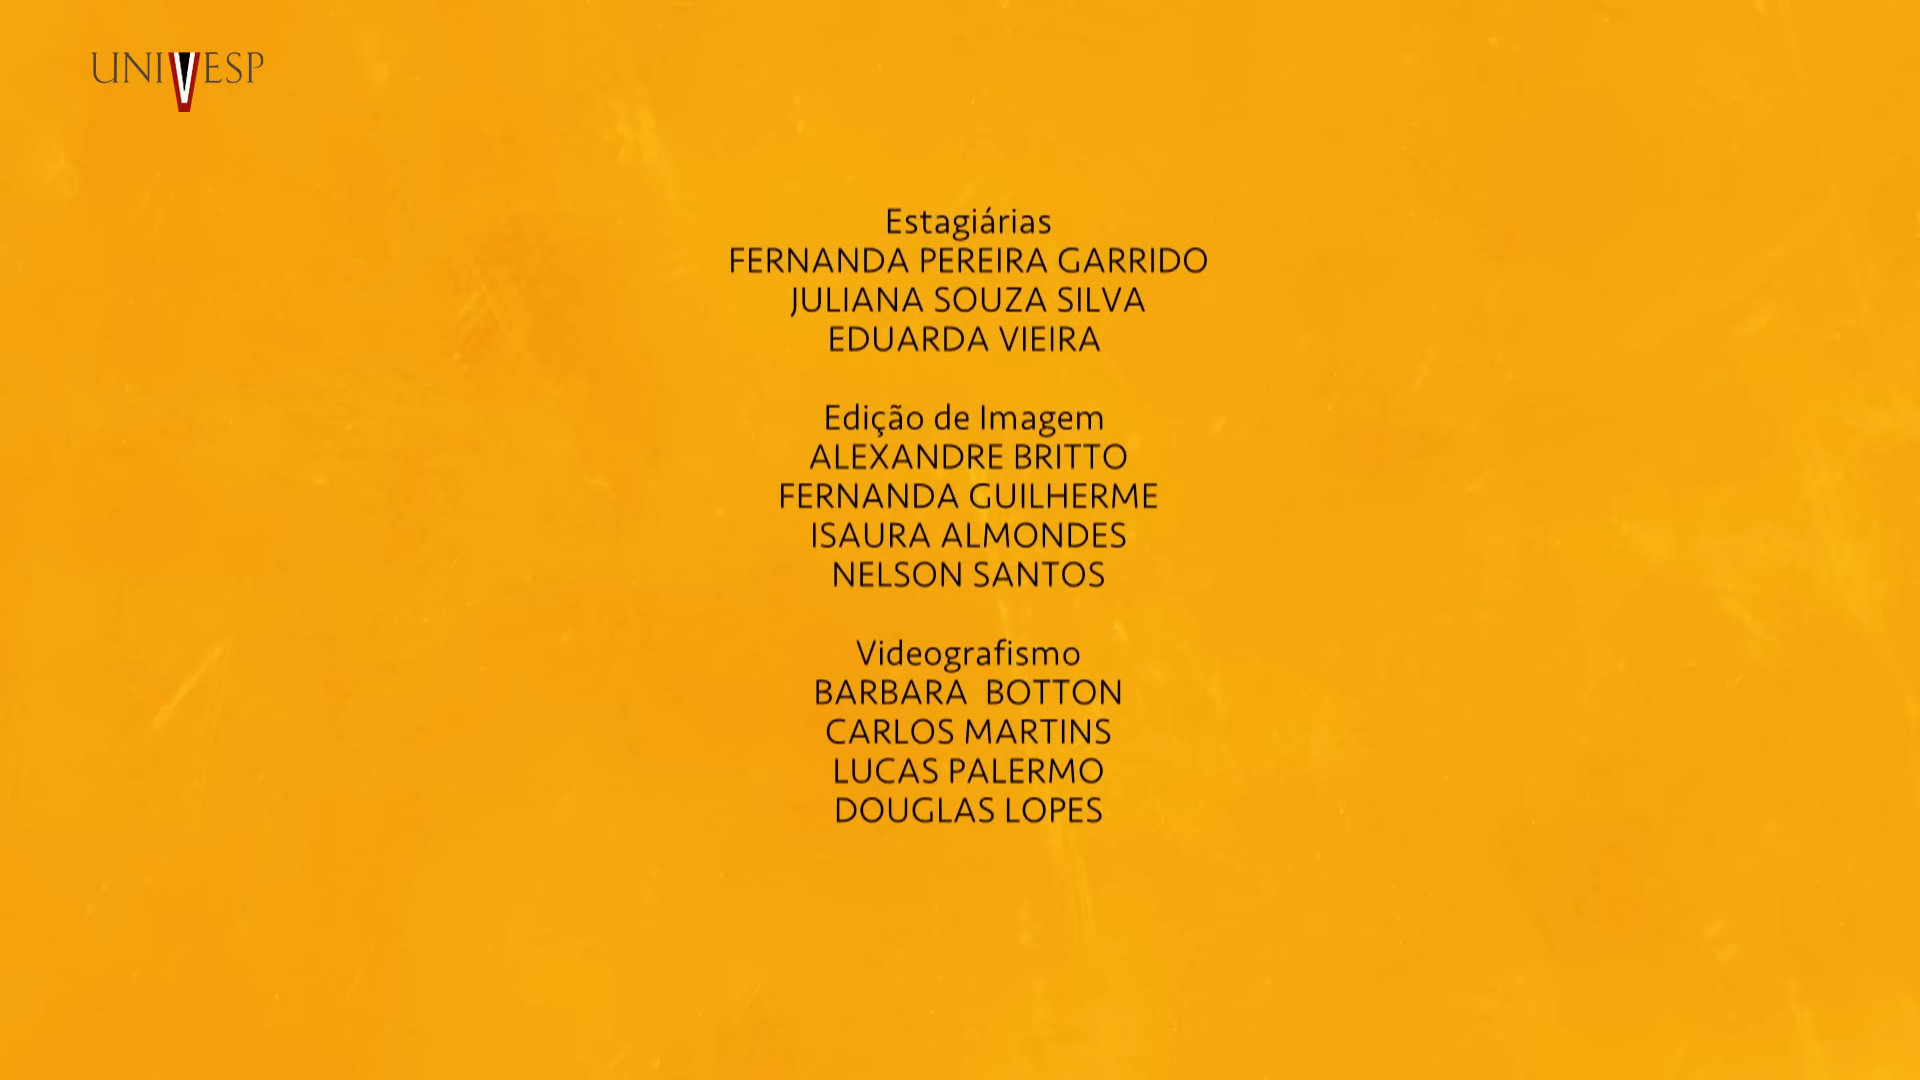 UNIVESP
Estagiárias
FERNANDA PEREIRA GARRIDO
JULIANA SOUZA SILVA
EDUARDA VIEIRA
Edição de Imagem
ALEXANDRE BRITTO
FERNANDA GUILHERME
ISAURA ALMONDES
NELSON SANTOS
Videografismo
BARBARA  BOTTON
CARLOS MARTINS
LUCAS PALERMO
DOUGLAS LOPES